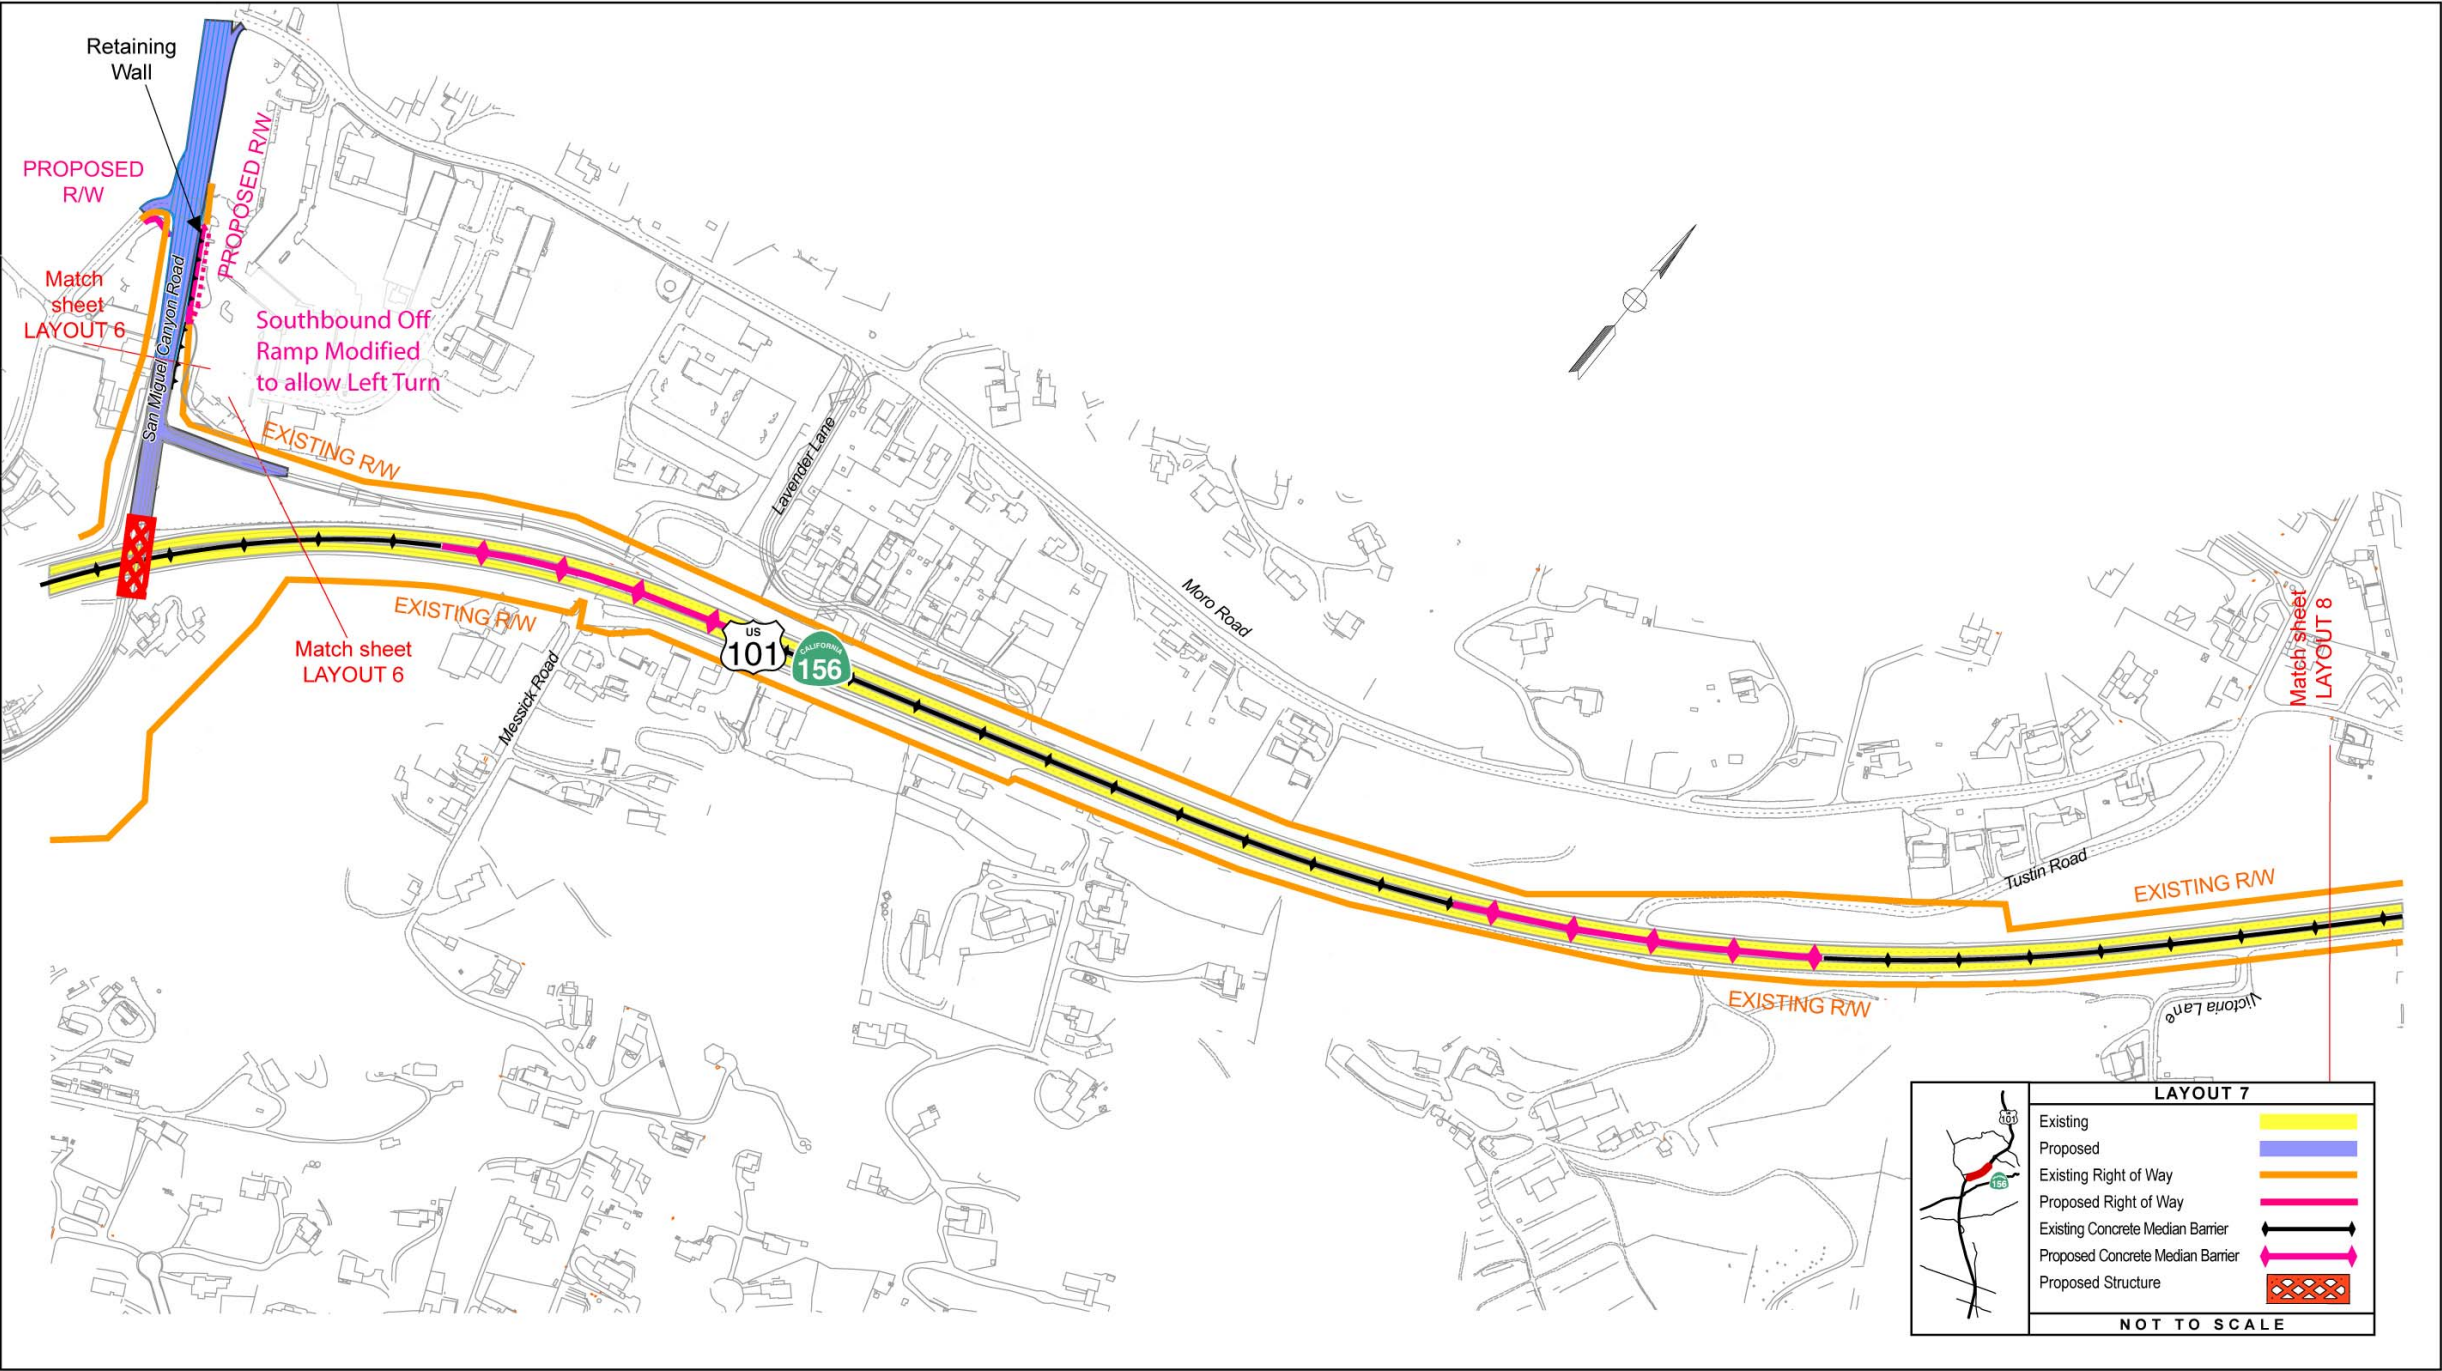 Retaining
Wall
PROPOSED
R/W
PROPOSED R/W
Match
sheet
LAYOUT 6
San Miguel Canyon Road
Southbound Off
Ramp Modified
to allow Left Turn
EXISTING R/W
Lavender Lane
EXISTING R/W
Match sheet
LAYOUT 6
Messick Road
US
101
CALIFORNIA
156
Moro Road
Match sheet
LAYOUT 8
Tustin Road
EXISTING R/W
EXISTING R/W
Victoria Lane
LAYOUT 7
101
156
Existing
Proposed
Existing Right of Way
Proposed Right of Way
Existing Concrete Median Barrier
Proposed Concrete Median Barrier
Proposed Structure
NOT TO SCALE